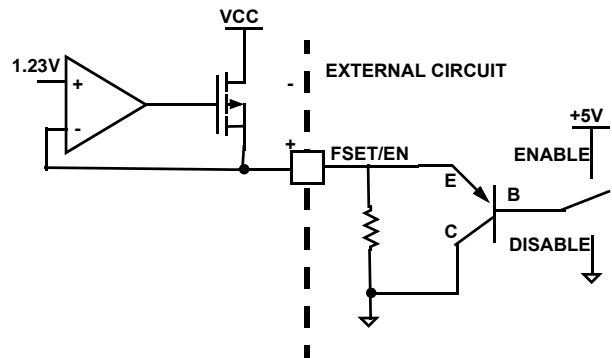 VCC
1.23V
+
-
-
EXTERNAL CIRCUIT
+5V
+
FSET/EN
ENABLE
E
B
C
DISABLE